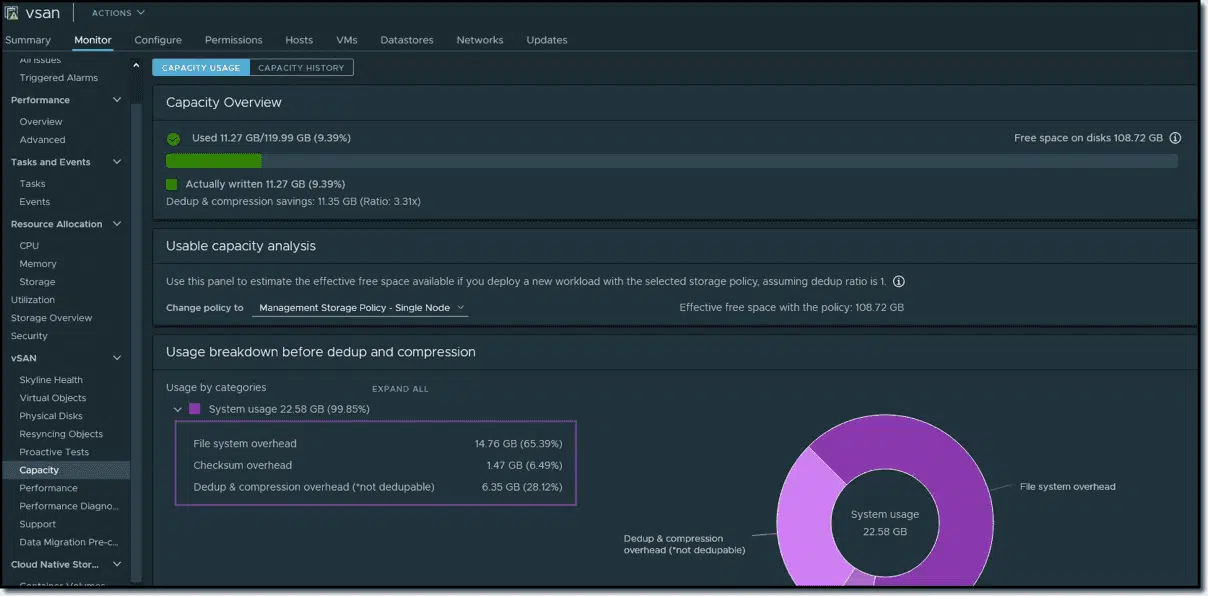 vsan ACTIONS
Summary Monitor Configure Permissions Hosts VMs Datastores Networks Updates
All Issues
Triggered Alarms
Performance
Overview
Advanced
Tasks and Events
Tasks
Events
Resource Allocation
CPU
Memory
Storage
Utilization
Storage Overview
Security
vSAN
Skyline Health
Virtual Objects
Physical Disks
Resyncing Objects
Proactive Tests
Capacity
Performance
Performance Diagno...
Support
Data Migration Pre-c...
Cloud Native Stor...
Container Volumes
CAPACITY USAGE CAPACITY HISTORY
Capacity Overview
Used 11.27 GB/119.99 GB (9.39%) Free space on disks 108.72 GB
Actually written 11.27 GB (9.39%)
Dedup & compression savings: 11.35 GB (Ratio: 3.31x)
Usable capacity analysis
Use this panel to estimate the effective free space available if you deploy a new workload with the selected storage policy, assuming dedup ratio is 1.
Change policy to Management Storage Policy - Single Node Effective free space with the policy: 108.72 GB
Usage breakdown before dedup and compression
Usage by categories EXPAND ALL
System usage 22.58 GB (99.85%)
File system overhead 14.76 GB (65.39%)
Checksum overhead 1.47 GB (6.49%)
Dedup & compression overhead (*not dedupable) 6.35 GB (28.12%)
File system overhead
System usage
22.58 GB
Dedup & compression
overhead (*not dedupable)